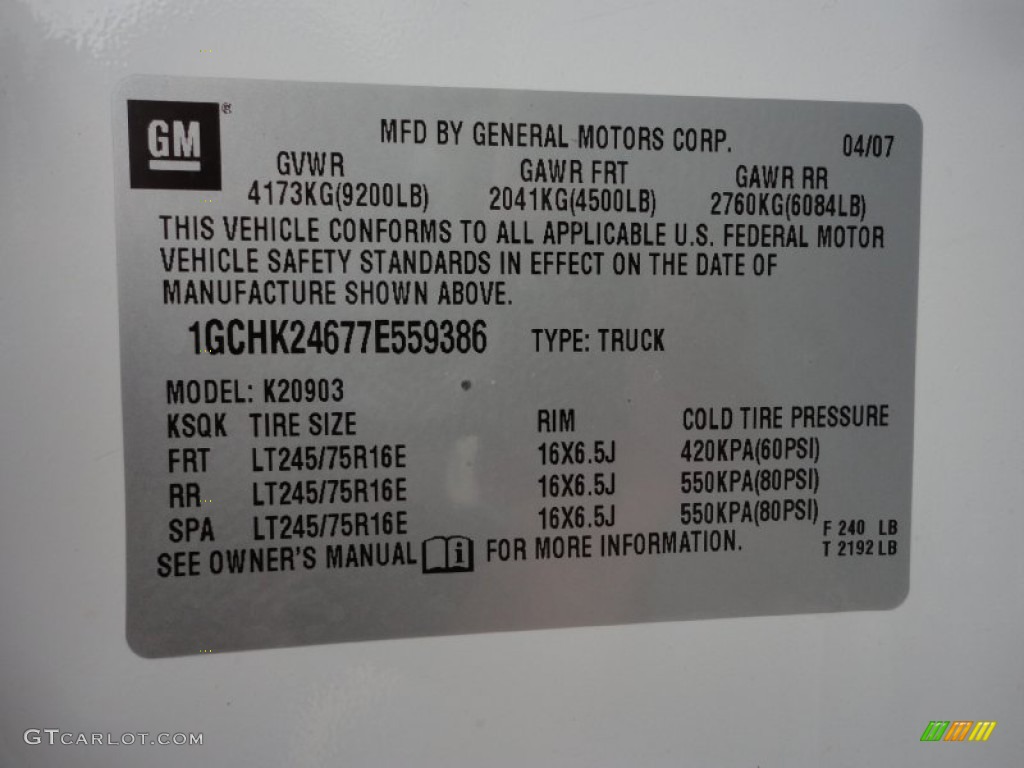 GM ®
MFD BY GENERAL MOTORS CORP. 04/07
GVWR GAWR FRT GAWR RR
4173KG(9200LB) 2041KG(4500LB) 2760KG(6084LB)
THIS VEHICLE CONFORMS TO ALL APPLICABLE U.S. FEDERAL MOTOR
VEHICLE SAFETY STANDARDS IN EFFECT ON THE DATE OF
MANUFACTURE SHOWN ABOVE.
1GCHK24677E559386 TYPE: TRUCK
MODEL: K20903
KSQK TIRE SIZE RIM COLD TIRE PRESSURE
FRT LT245/75R16E 16X6.5J 420KPA(60PSI)
RR LT245/75R16E 16X6.5J 550KPA(80PSI)
SPA LT245/75R16E 16X6.5J 550KPA(80PSI)
F 240 LB
SEE OWNER'S MANUAL i FOR MORE INFORMATION.
T 2192 LB
GTCARLOT.COM